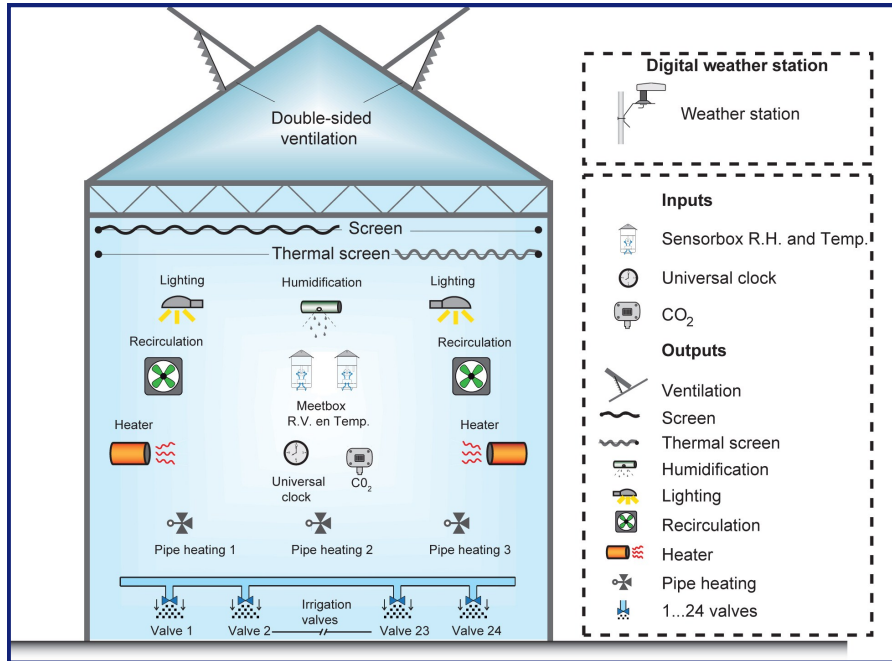 Double-sided
ventilation
Screen
Thermal screen
Lighting
Humidification
Lighting
Recirculation
Recirculation
Meetbox
R.V. en Temp.
Heater
Heater
Universal
clock
C0₂
Pipe heating 1
Pipe heating 2
Pipe heating 3
Irrigation
valves
Valve 1
Valve 2
Valve 23
Valve 24
Digital weather station
Weather station
Inputs
Sensorbox R.H. and Temp.
Universal clock
CO₂
Outputs
Ventilation
Screen
Thermal screen
Humidification
Lighting
Recirculation
Heater
Pipe heating
1...24 valves